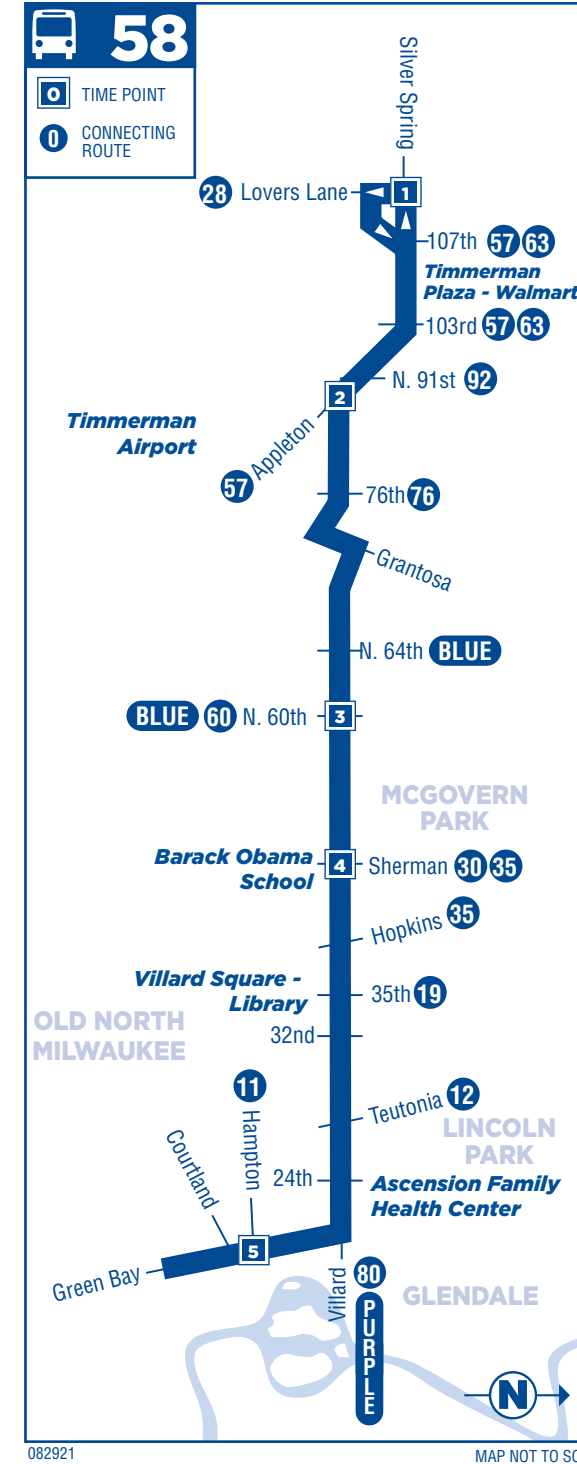 58
0 TIME POINT
0 CONNECTING
ROUTE
Silver Spring
28 Lovers Lane
1
107th 57 63
Timmerman
Plaza - Walmart
103rd 57 63
N. 91st 92
2
Timmerman
Airport
57 Appleton
76th 76
Grantosa
N. 64th BLUE
BLUE 60 N. 60th
3
MCGOVERN
PARK
Barack Obama
School
4
Sherman 30 35
Hopkins 35
Villard Square -
Library
35th 19
OLD NORTH
MILWAUKEE
32nd
11
Hampton
Teutonia 12
LINCOLN
PARK
Courtland
24th
Ascension Family
Health Center
5
Green Bay
Villard
80
PURPLE
GLENDALE
N
082921
MAP NOT TO SC